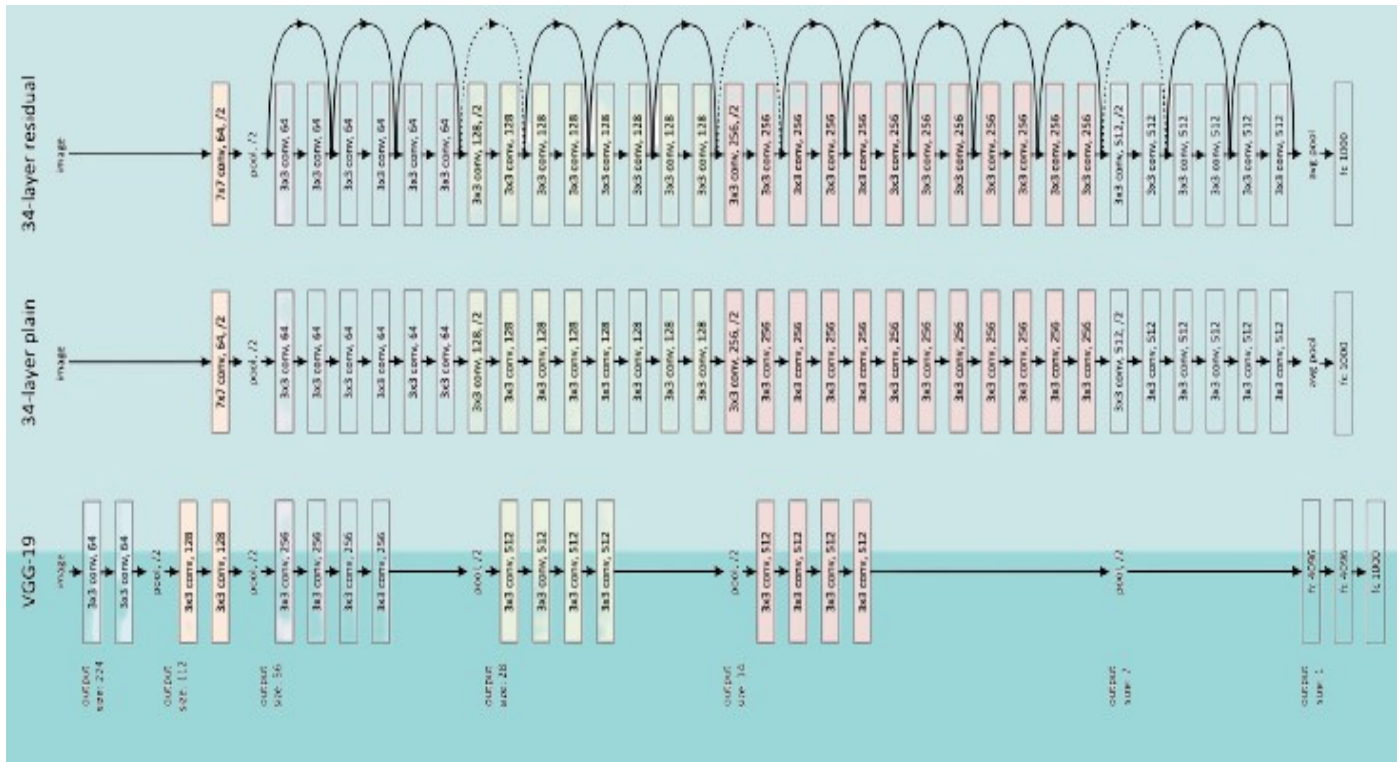 VGG-19
image
3x3 conv, 64
3x3 conv, 64
pool, /2
3x3 conv, 128
3x3 conv, 128
pool, /2
3x3 conv, 256
3x3 conv, 256
3x3 conv, 256
3x3 conv, 256
pool, /2
3x3 conv, 512
3x3 conv, 512
3x3 conv, 512
3x3 conv, 512
pool, /2
3x3 conv, 512
3x3 conv, 512
3x3 conv, 512
3x3 conv, 512
pool, /2
fc 4096
fc 4096
fc 1000
output
size: 224
output
size: 112
output
size: 56
output
size: 28
output
size: 14
output
size: 7
output
size: 1
34-layer plain
image
7x7 conv, 64, /2
pool, /2
3x3 conv, 64
3x3 conv, 64
3x3 conv, 64
3x3 conv, 64
3x3 conv, 64
3x3 conv, 64
3x3 conv, 128, /2
3x3 conv, 128
3x3 conv, 128
3x3 conv, 128
3x3 conv, 128
3x3 conv, 128
3x3 conv, 128
3x3 conv, 128
3x3 conv, 256, /2
3x3 conv, 256
3x3 conv, 256
3x3 conv, 256
3x3 conv, 256
3x3 conv, 256
3x3 conv, 256
3x3 conv, 256
3x3 conv, 256
3x3 conv, 256
3x3 conv, 256
3x3 conv, 256
3x3 conv, 512, /2
3x3 conv, 512
3x3 conv, 512
3x3 conv, 512
3x3 conv, 512
3x3 conv, 512
avg pool
fc 1000
34-layer residual
image
7x7 conv, 64, /2
pool, /2
3x3 conv, 64
3x3 conv, 64
3x3 conv, 64
3x3 conv, 64
3x3 conv, 64
3x3 conv, 64
3x3 conv, 128, /2
3x3 conv, 128
3x3 conv, 128
3x3 conv, 128
3x3 conv, 128
3x3 conv, 128
3x3 conv, 128
3x3 conv, 128
3x3 conv, 256, /2
3x3 conv, 256
3x3 conv, 256
3x3 conv, 256
3x3 conv, 256
3x3 conv, 256
3x3 conv, 256
3x3 conv, 256
3x3 conv, 256
3x3 conv, 256
3x3 conv, 256
3x3 conv, 256
3x3 conv, 512, /2
3x3 conv, 512
3x3 conv, 512
3x3 conv, 512
3x3 conv, 512
3x3 conv, 512
avg pool
fc 1000